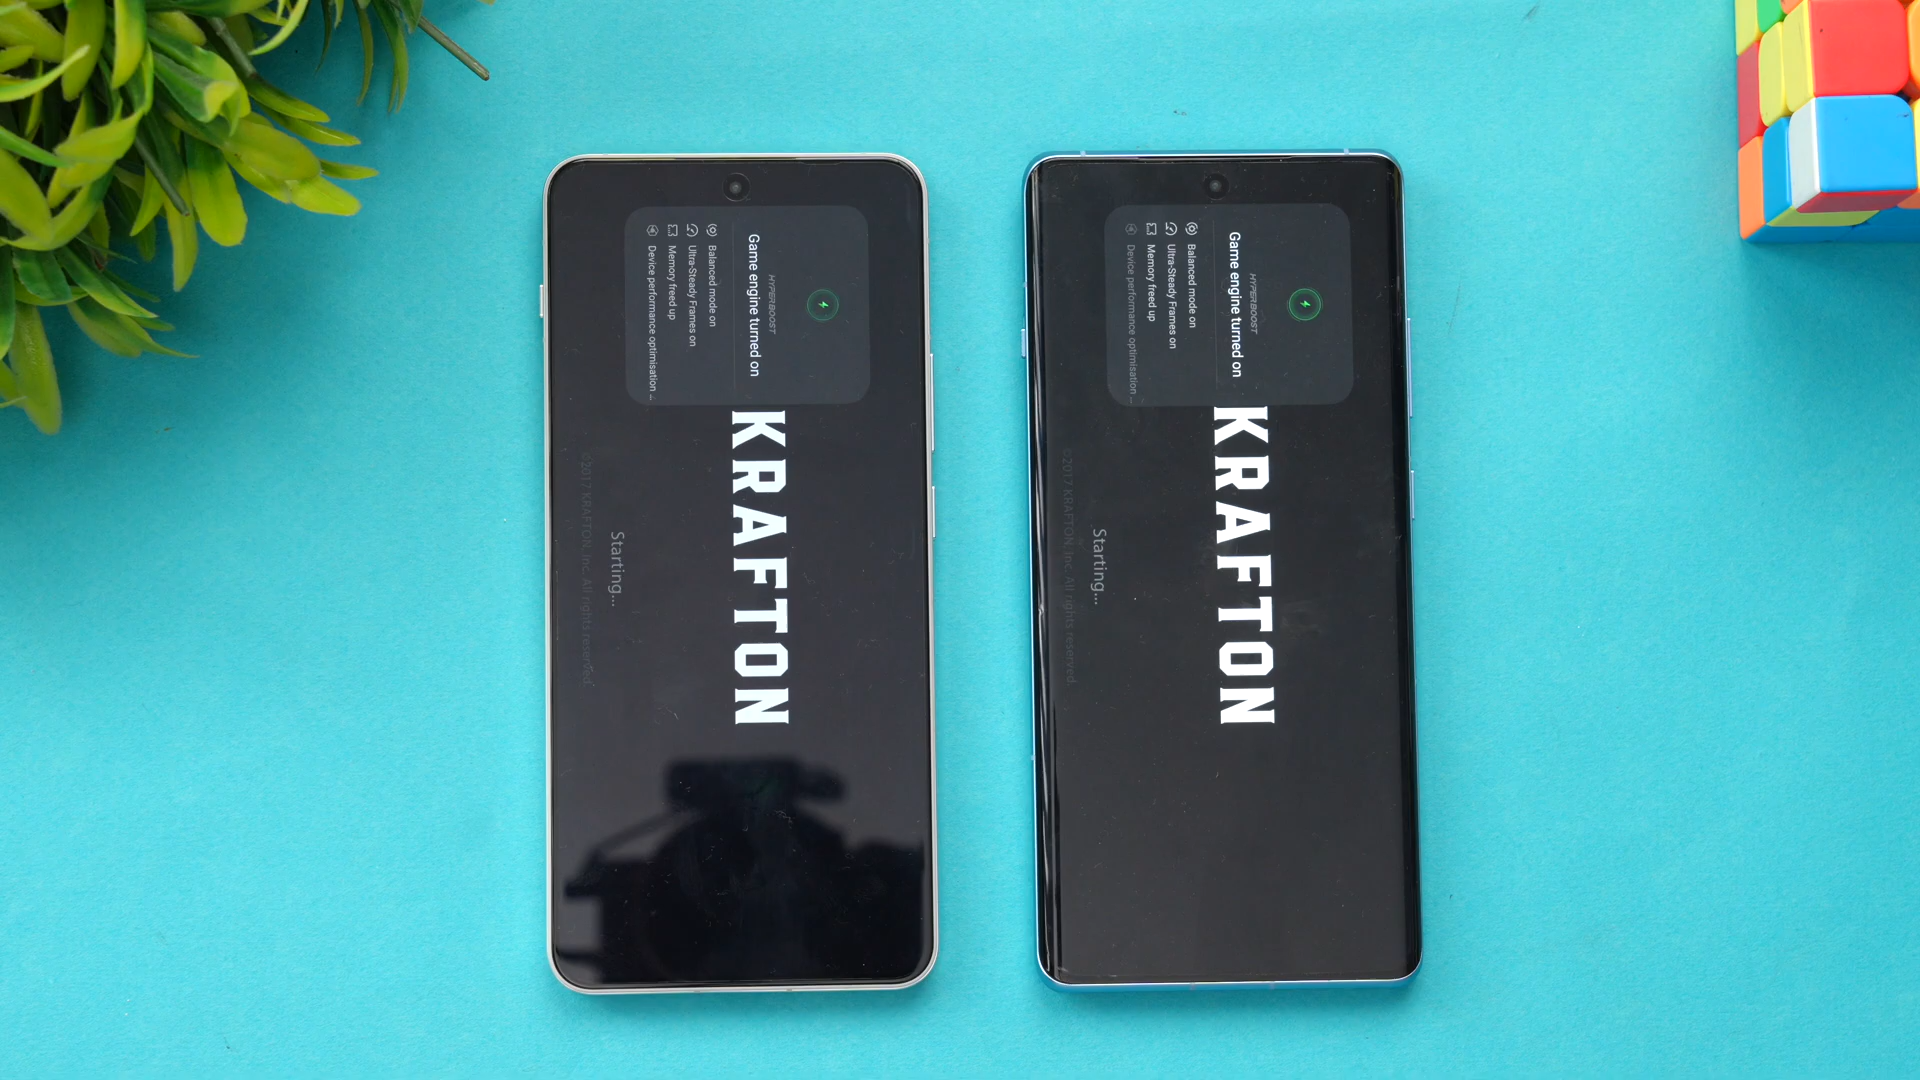 HYPERBOOST
Game engine turned on
Balanced mode on
Ultra-Steady Frames on
Memory freed up
Device performance optimisation ...
KRAFTON
Starting...
©2017 KRAFTON, Inc. All rights reserved.
HYPERBOOST
Game engine turned on
Balanced mode on
Ultra-Steady Frames on
Memory freed up
Device performance optimisation ...
KRAFTON
Starting...
©2017 KRAFTON, Inc. All rights reserved.